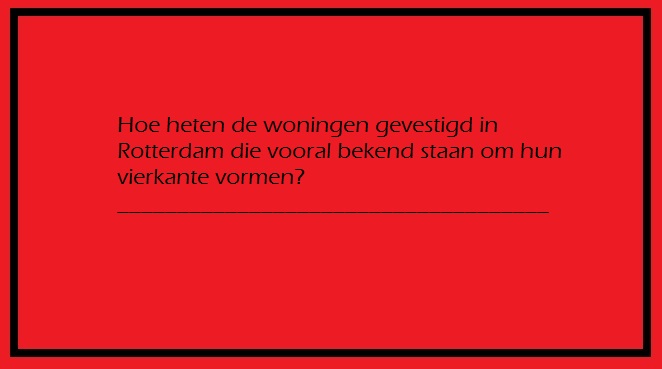 Hoe heten de woningen gevestigd in
Rotterdam die vooral bekend staan om hun
vierkante vormen?